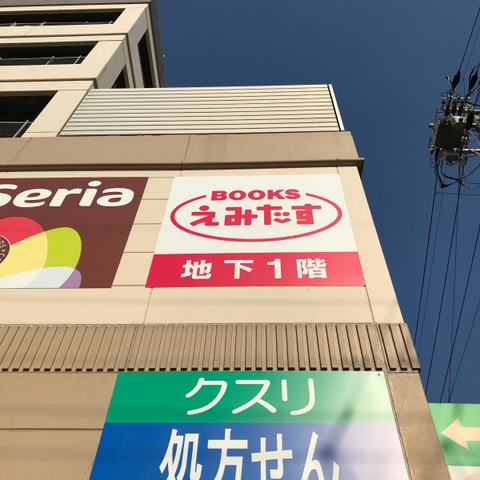 Seria
BOOKS
えみたす
地下1階
クスリ
処方せん